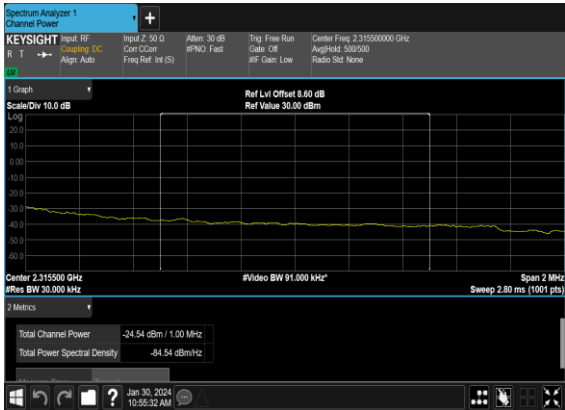 Spectrum Analyzer 1
Channel Power
KEYSIGHT
R T
LXI
Input: RF
Coupling: DC
Align: Auto
Input Z: 50 Ω
Corr CCorr
Freq Ref: Int (S)
Atten: 30 dB
#PNO: Fast
Trig: Free Run
Gate: Off
#IF Gain: Low
Center Freq: 2.315500000 GHz
Avg|Hold: 500/500
Radio Std: None
1 Graph
Scale/Div 10.0 dB
Ref Lvl Offset 8.60 dB
Ref Value 30.00 dBm
Log
20.0
10.0
0.00
-10.0
-20.0
-30.0
-40.0
-50.0
-60.0
Center 2.315500 GHz
#Res BW 30.000 kHz
#Video BW 91.000 kHz*
Span 2 MHz
Sweep 2.80 ms (1001 pts)
2 Metrics
Total Channel Power -24.54 dBm / 1.00 MHz
Total Power Spectral Density -84.54 dBm/Hz
?
Jan 30, 2024
10:55:32 AM